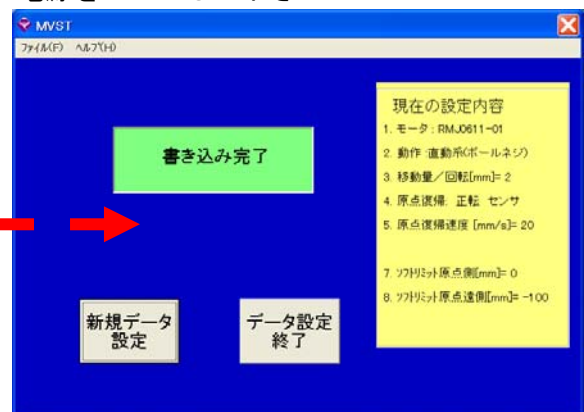 MVST
ファイル(F) ヘルプ(H)
書き込み完了
現在の設定内容
1. モータ : RMJ0611-01
2. 動作 :直動系(ボールネジ)
3. 移動量/回転[mm]= 2
4. 原点復帰. 正転 センサ
5. 原点復帰速度 [mm/s]= 20
7. ソフトリミット原点側[mm]= 0
8. ソフトリミット原点遠側[mm]= -100
新規データ
設定
データ設定
終了